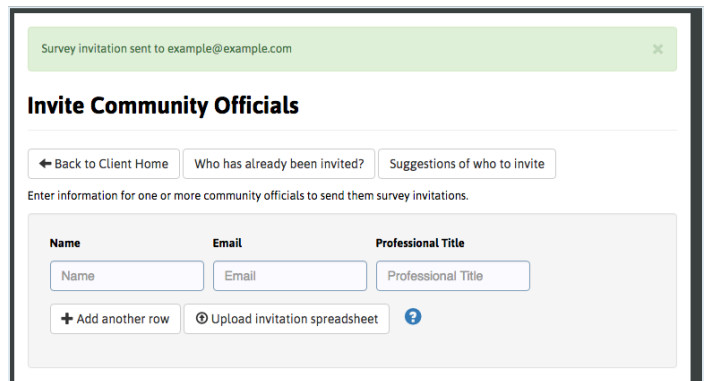 Survey invitation sent to example@example.com ×
Invite Community Officials
Back to Client Home Who has already been invited? Suggestions of who to invite
Enter information for one or more community officials to send them survey invitations.
Name Email Professional Title
Name Email Professional Title
Add another row Upload invitation spreadsheet ?